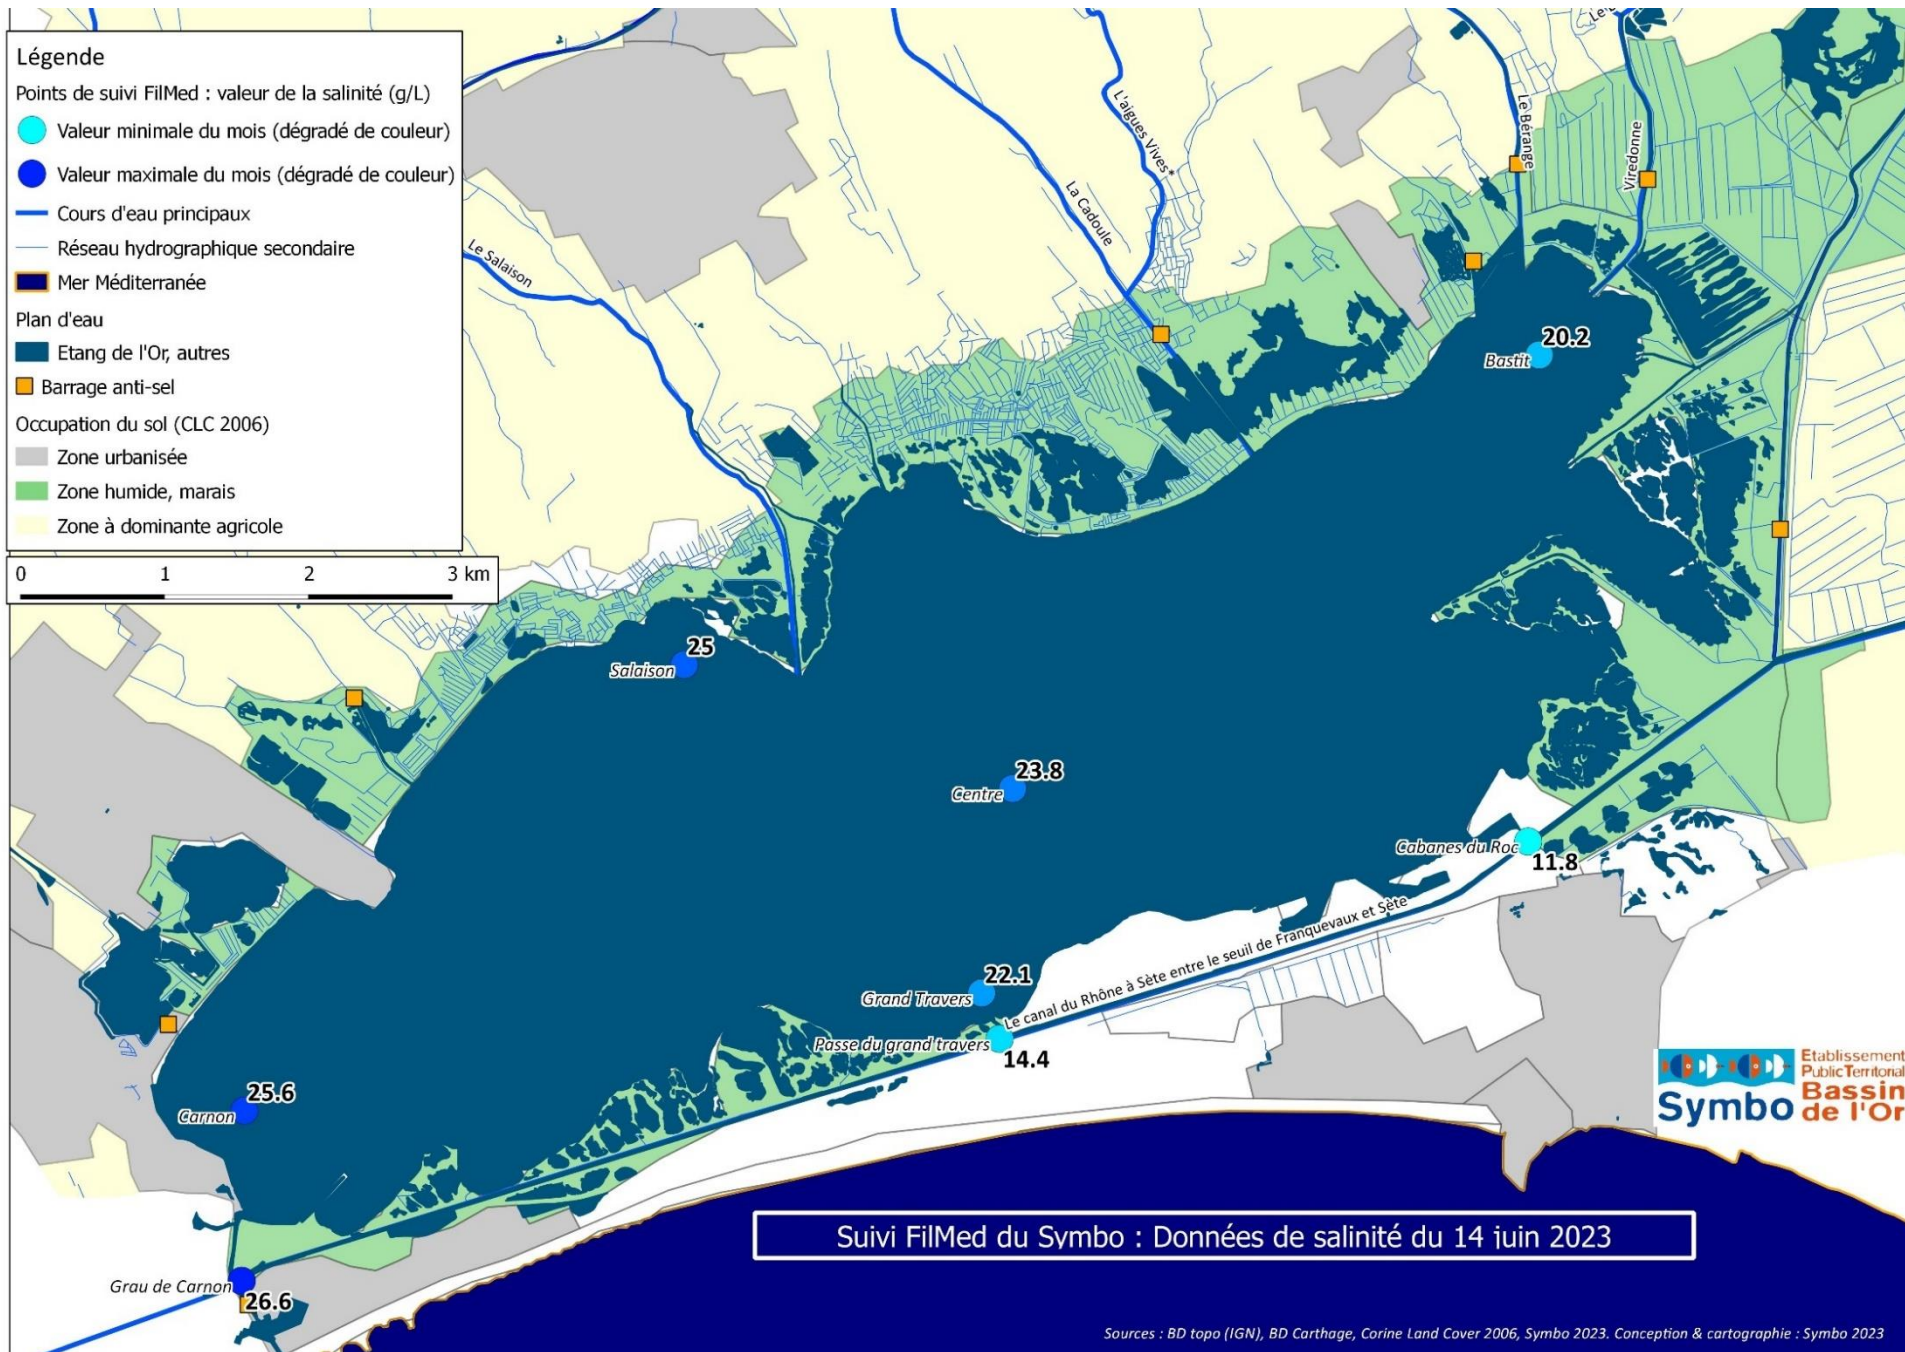 Légende
Points de suivi FilMed : valeur de la salinité (g/L)
Valeur minimale du mois (dégradé de couleur)
Valeur maximale du mois (dégradé de couleur)
Cours d'eau principaux
Réseau hydrographique secondaire
Mer Méditerranée
Plan d'eau
Etang de l'Or, autres
Barrage anti-sel
Occupation du sol (CLC 2006)
Zone urbanisée
Zone humide, marais
Zone à dominante agricole
0 1 2 3 km
Le Salaison
La Cadoule
L'aigues Vives*
Le Bérange
Viredonne
20.2
Bastit
25
Salaison
23.8
Centre
Cabanes du Roc
11.8
Le canal du Rhône à Sète entre le seuil de Franquevaux et Sète
22.1
Grand Travers
Passe du grand travers
14.4
25.6
Carnon
Grau de Carnon
26.6
Etablissement
Public Territorial
Bassin
de l'Or
Symbo
Suivi FilMed du Symbo : Données de salinité du 14 juin 2023
Sources : BD topo (IGN), BD Carthage, Corine Land Cover 2006, Symbo 2023. Conception & cartographie : Symbo 2023